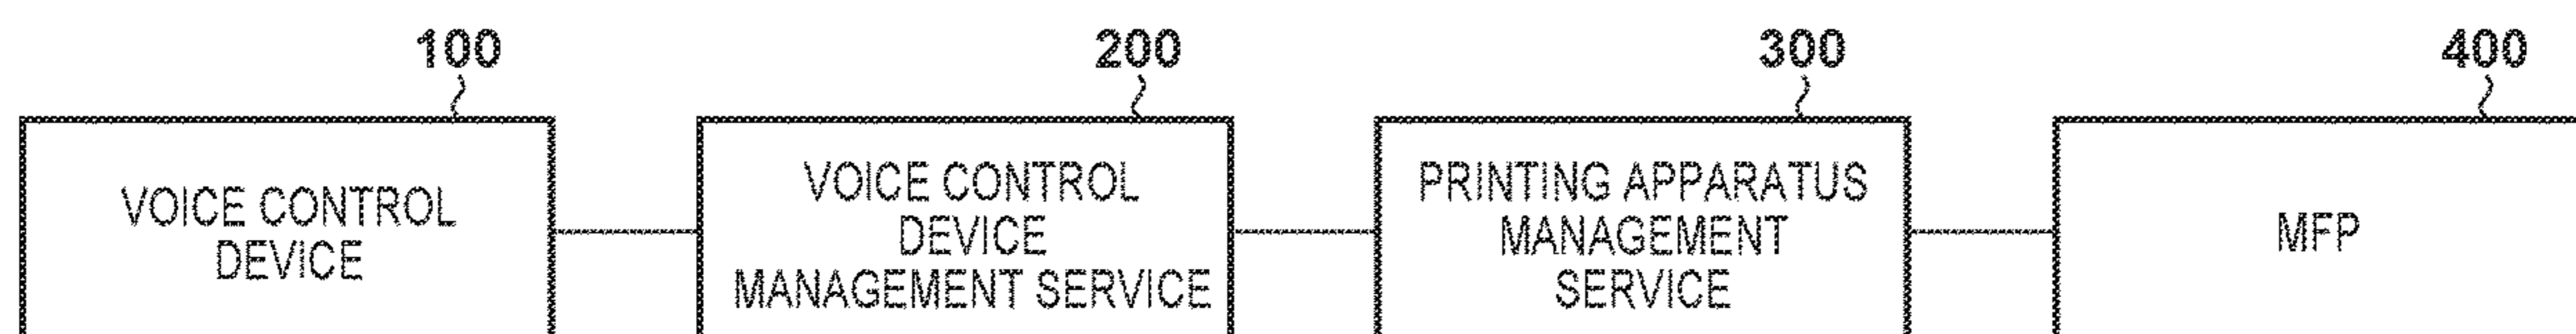 100
200
300
400
VOICE CONTROL
DEVICE
VOICE CONTROL
DEVICE
MANAGEMENT SERVICE
PRINTING APPARATUS
MANAGEMENT
SERVICE
MFP